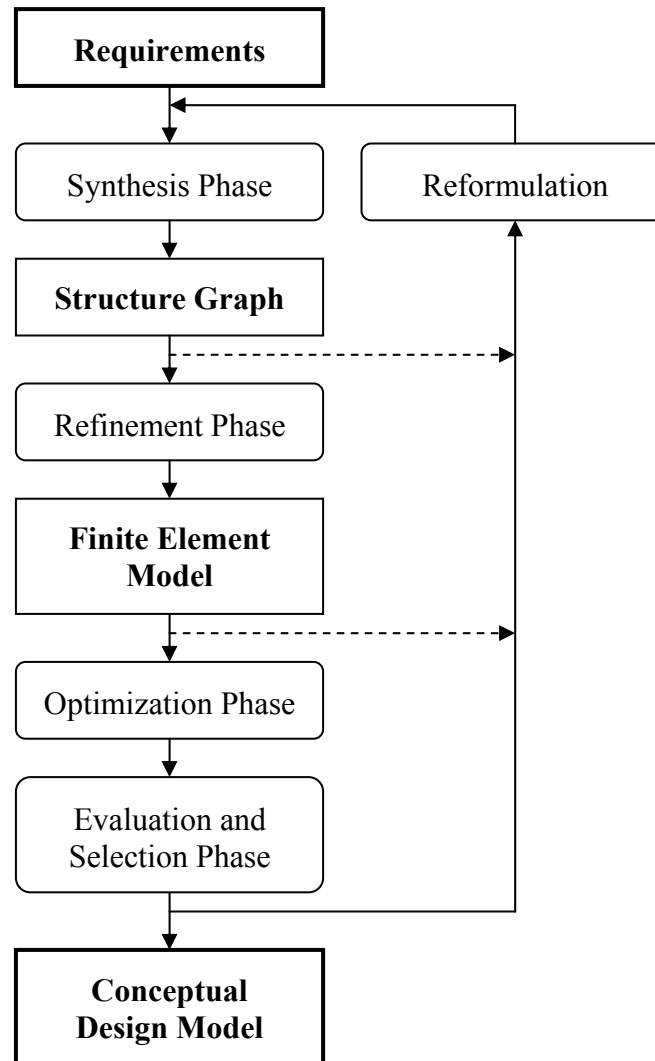 Requirements
Synthesis Phase
Reformulation
Structure Graph
Refinement Phase
Finite Element
Model
Optimization Phase
Evaluation and
Selection Phase
Conceptual
Design Model